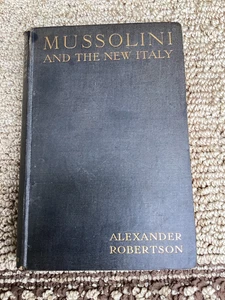 MUSSOLINI
AND THE NEW ITALY
ALEXANDER
ROBERTSON